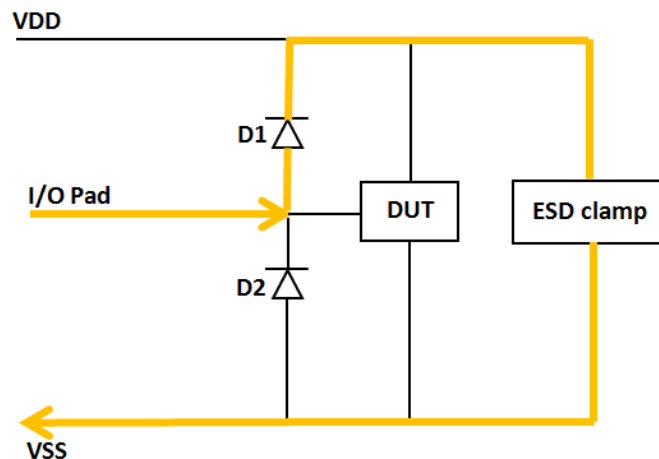 VDD
D1
I/O Pad
DUT
ESD clamp
D2
VSS